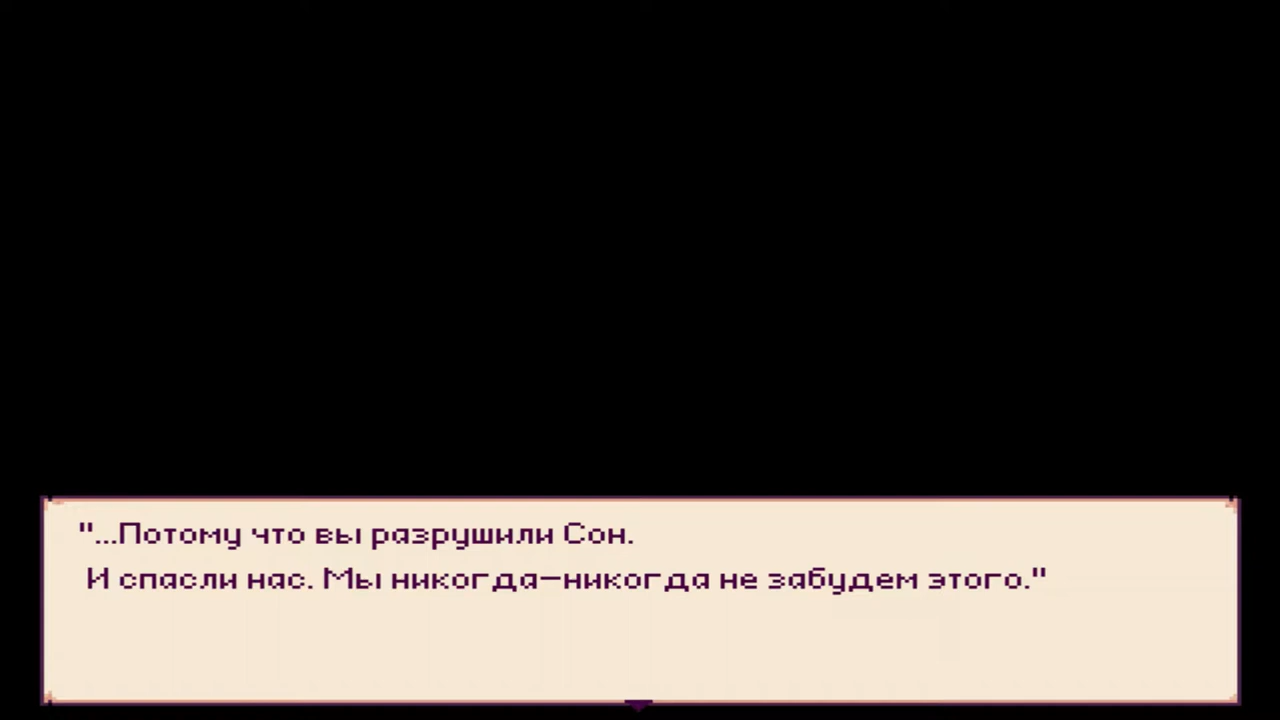 "...Потому что вы разрушили Сон.
И спасли нас. Мы никогда-никогда не забудем этого."